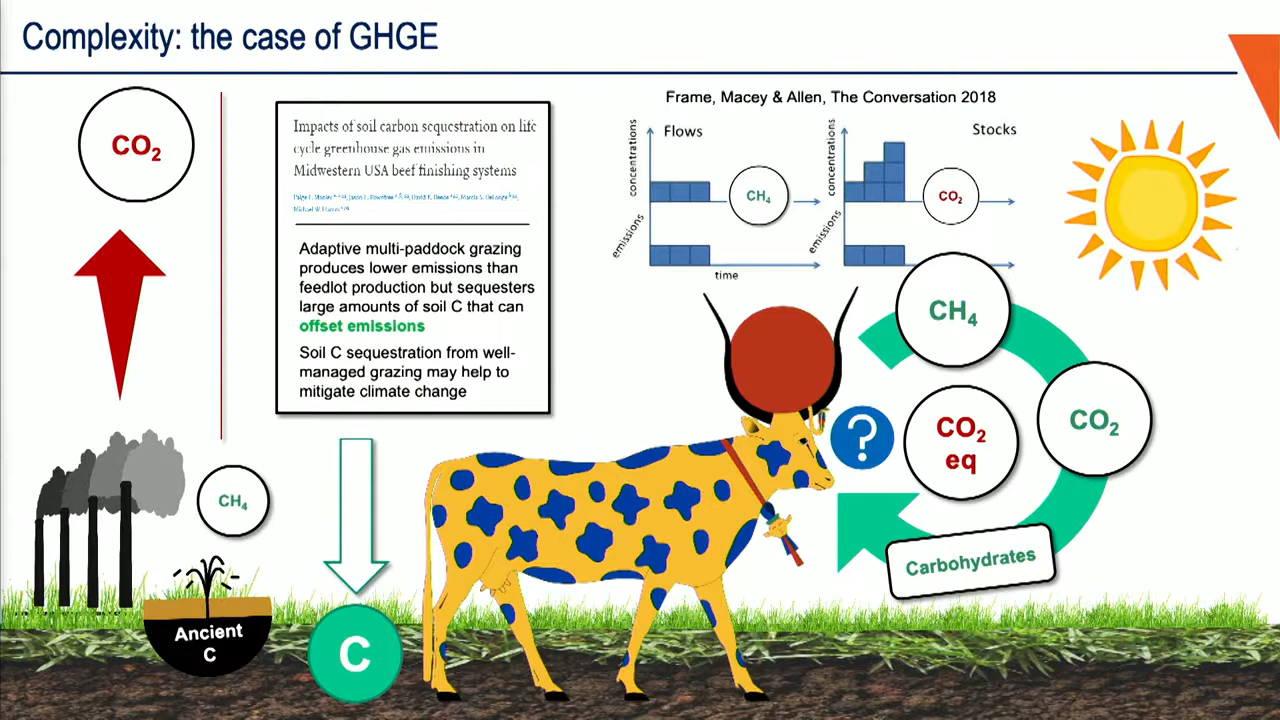 Complexity: the case of GHGE
CO₂
Impacts of soil carbon sequestration on life
cycle greenhouse gas emissions in
Midwestern USA beef finishing systems
Adaptive multi-paddock grazing
produces lower emissions than
feedlot production but sequesters
large amounts of soil C that can
offset emissions
Soil C sequestration from well-
managed grazing may help to
mitigate climate change
Frame, Macey & Allen, The Conversation 2018
Flows
concentrations
CH₄
emissions
time
Stocks
concentrations
CO₂
emissions
CH₄
CO₂
CO₂
eq
?
Carbohydrates
CH₄
Ancient
C
C